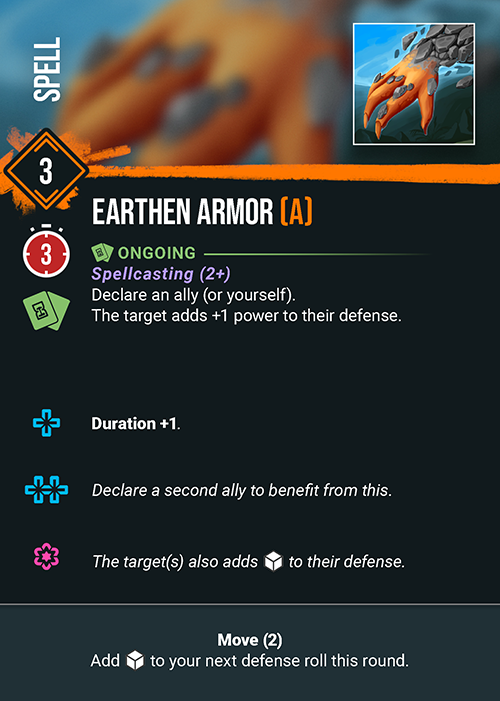 SPELL
3
EARTHEN ARMOR (A)
3
ONGOING
Spellcasting (2+)
Declare an ally (or yourself).
The target adds +1 power to their defense.
Duration +1.
Declare a second ally to benefit from this.
The target(s) also adds to their defense.
Move (2)
Add to your next defense roll this round.